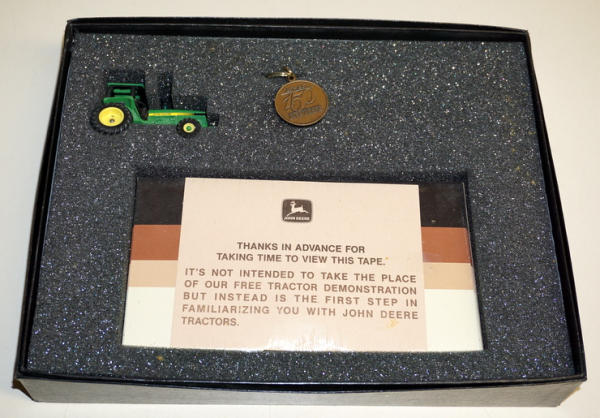 150
JOHN DEERE
THANKS IN ADVANCE FOR
TAKING TIME TO VIEW THIS TAPE.
IT'S NOT INTENDED TO TAKE THE PLACE
OF OUR FREE TRACTOR DEMONSTRATION
BUT INSTEAD IS THE FIRST STEP IN
FAMILIARIZING YOU WITH JOHN DEERE
TRACTORS.